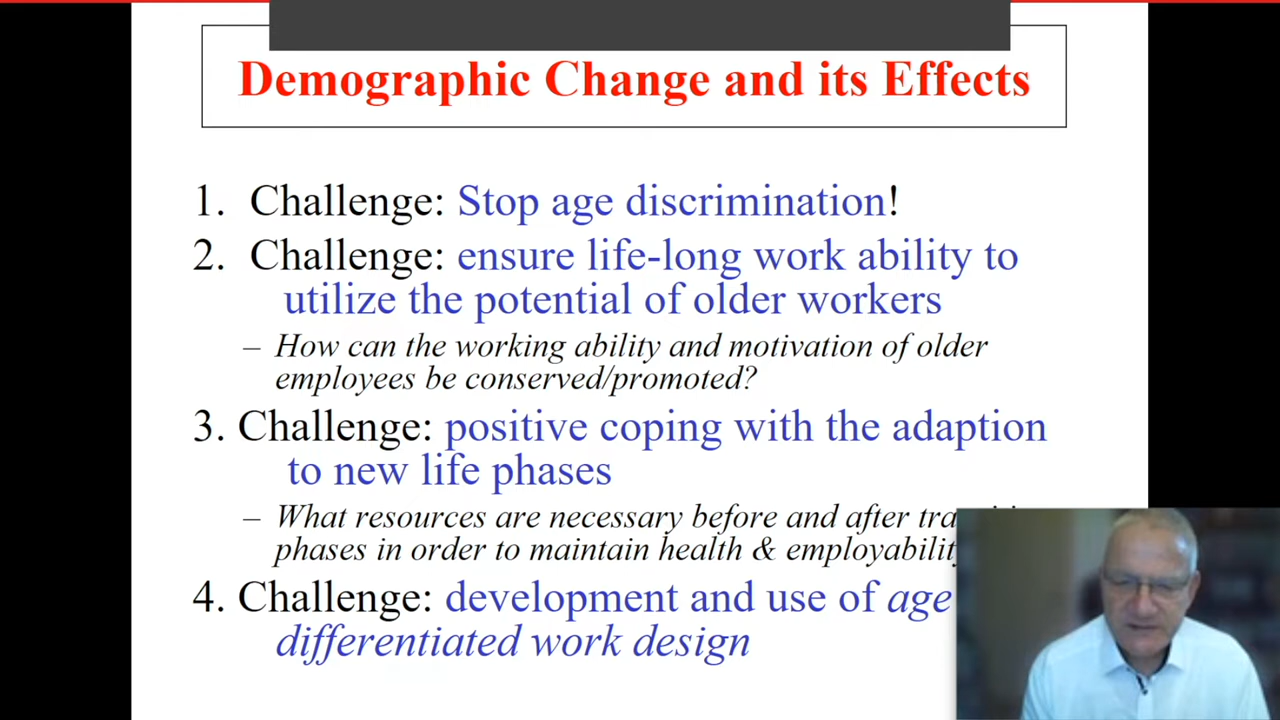 Demographic Change and its Effects
1. Challenge: Stop age discrimination!
2. Challenge: ensure life-long work ability to
utilize the potential of older workers
– How can the working ability and motivation of older
employees be conserved/promoted?
3. Challenge: positive coping with the adaption
to new life phases
– What resources are necessary before and after
phases in order to maintain health &
4. Challenge: development and use of age
differentiated work design